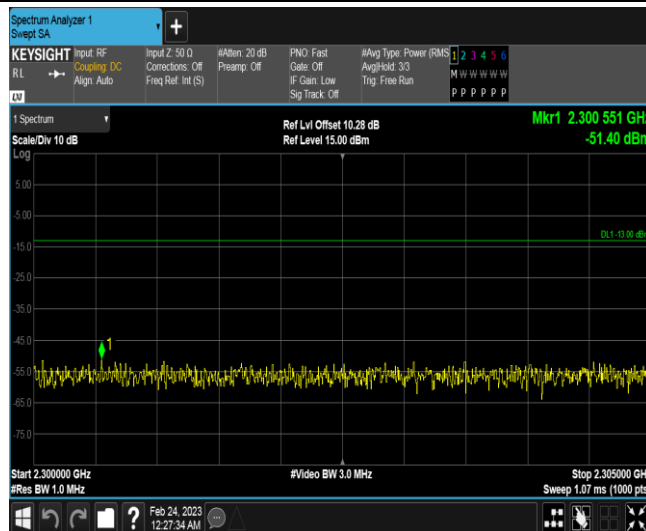 Spectrum Analyzer 1
Swept SA
+
KEYSIGHT Input: RF Input Z: 50 Ω #Atten: 20 dB PNO: Fast #Avg Type: Power (RMS 1 2 3 4 5 6
RL Coupling: DC Corrections: Off Preamp: Off Gate: Off Avg|Hold: 3/3 M W W W W W
Align: Auto Freq Ref: Int (S) IF Gain: Low Trig: Free Run
Sig Track: Off P P P P P P
1 Spectrum
Ref Lvl Offset 10.28 dB Mkr1 2.300 551 GHz
Scale/Div 10 dB Ref Level 15.00 dBm -51.40 dBm
Log
5.00
-5.00
DL1 -13.00 dBm
-15.0
-25.0
-35.0
-45.0
1
-55.0
-65.0
-75.0
Start 2.300000 GHz #Video BW 3.0 MHz Stop 2.305000 GH
#Res BW 1.0 MHz Sweep 1.07 ms (1000 pts
? Feb 24, 2023
12:27:34 AM